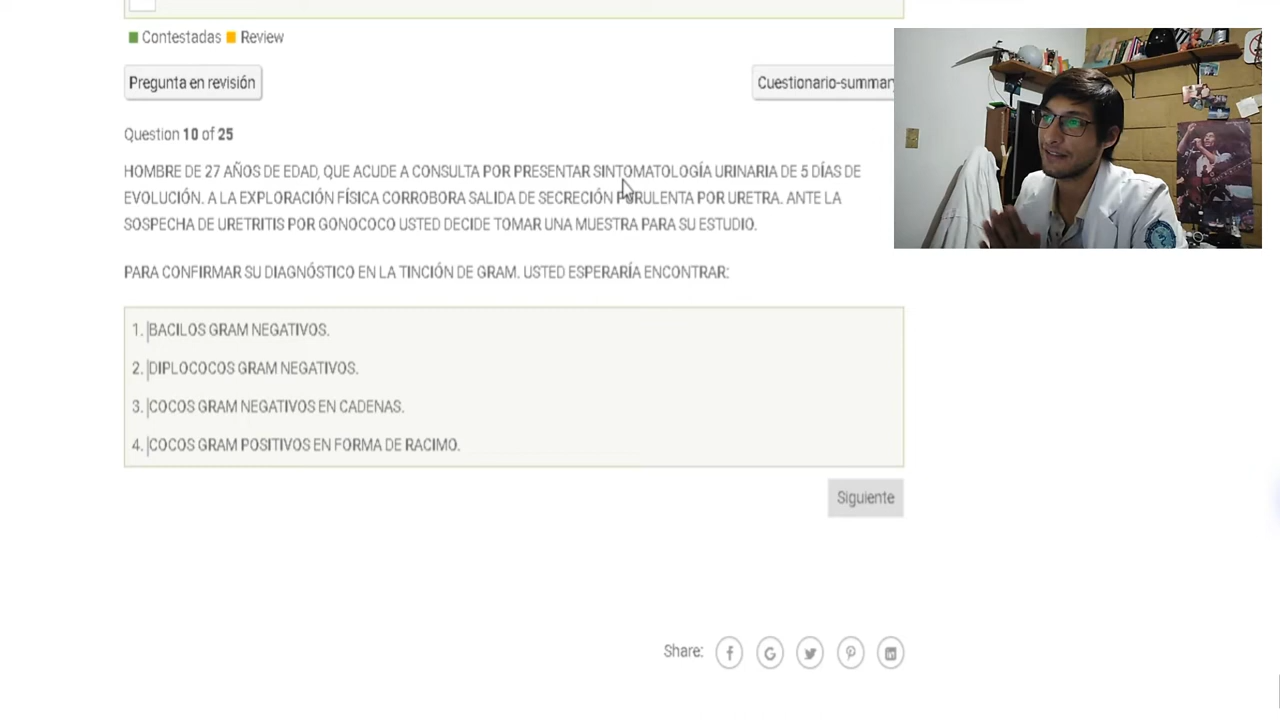 Contestadas Review
Pregunta en revisión
Cuestionario-summary
Question 10 of 25
HOMBRE DE 27 AÑOS DE EDAD, QUE ACUDE A CONSULTA POR PRESENTAR SINTOMATOLOGÍA URINARIA DE 5 DÍAS DE
EVOLUCIÓN. A LA EXPLORACIÓN FÍSICA CORROBORA SALIDA DE SECRECIÓN PURULENTA POR URETRA. ANTE LA
SOSPECHA DE URETRITIS POR GONOCOCO USTED DECIDE TOMAR UNA MUESTRA PARA SU ESTUDIO.
PARA CONFIRMAR SU DIAGNÓSTICO EN LA TINCIÓN DE GRAM. USTED ESPERARÍA ENCONTRAR:
1. BACILOS GRAM NEGATIVOS.
2. DIPLOCOCOS GRAM NEGATIVOS.
3. COCOS GRAM NEGATIVOS EN CADENAS.
4. COCOS GRAM POSITIVOS EN FORMA DE RACIMO.
Siguiente
Share: